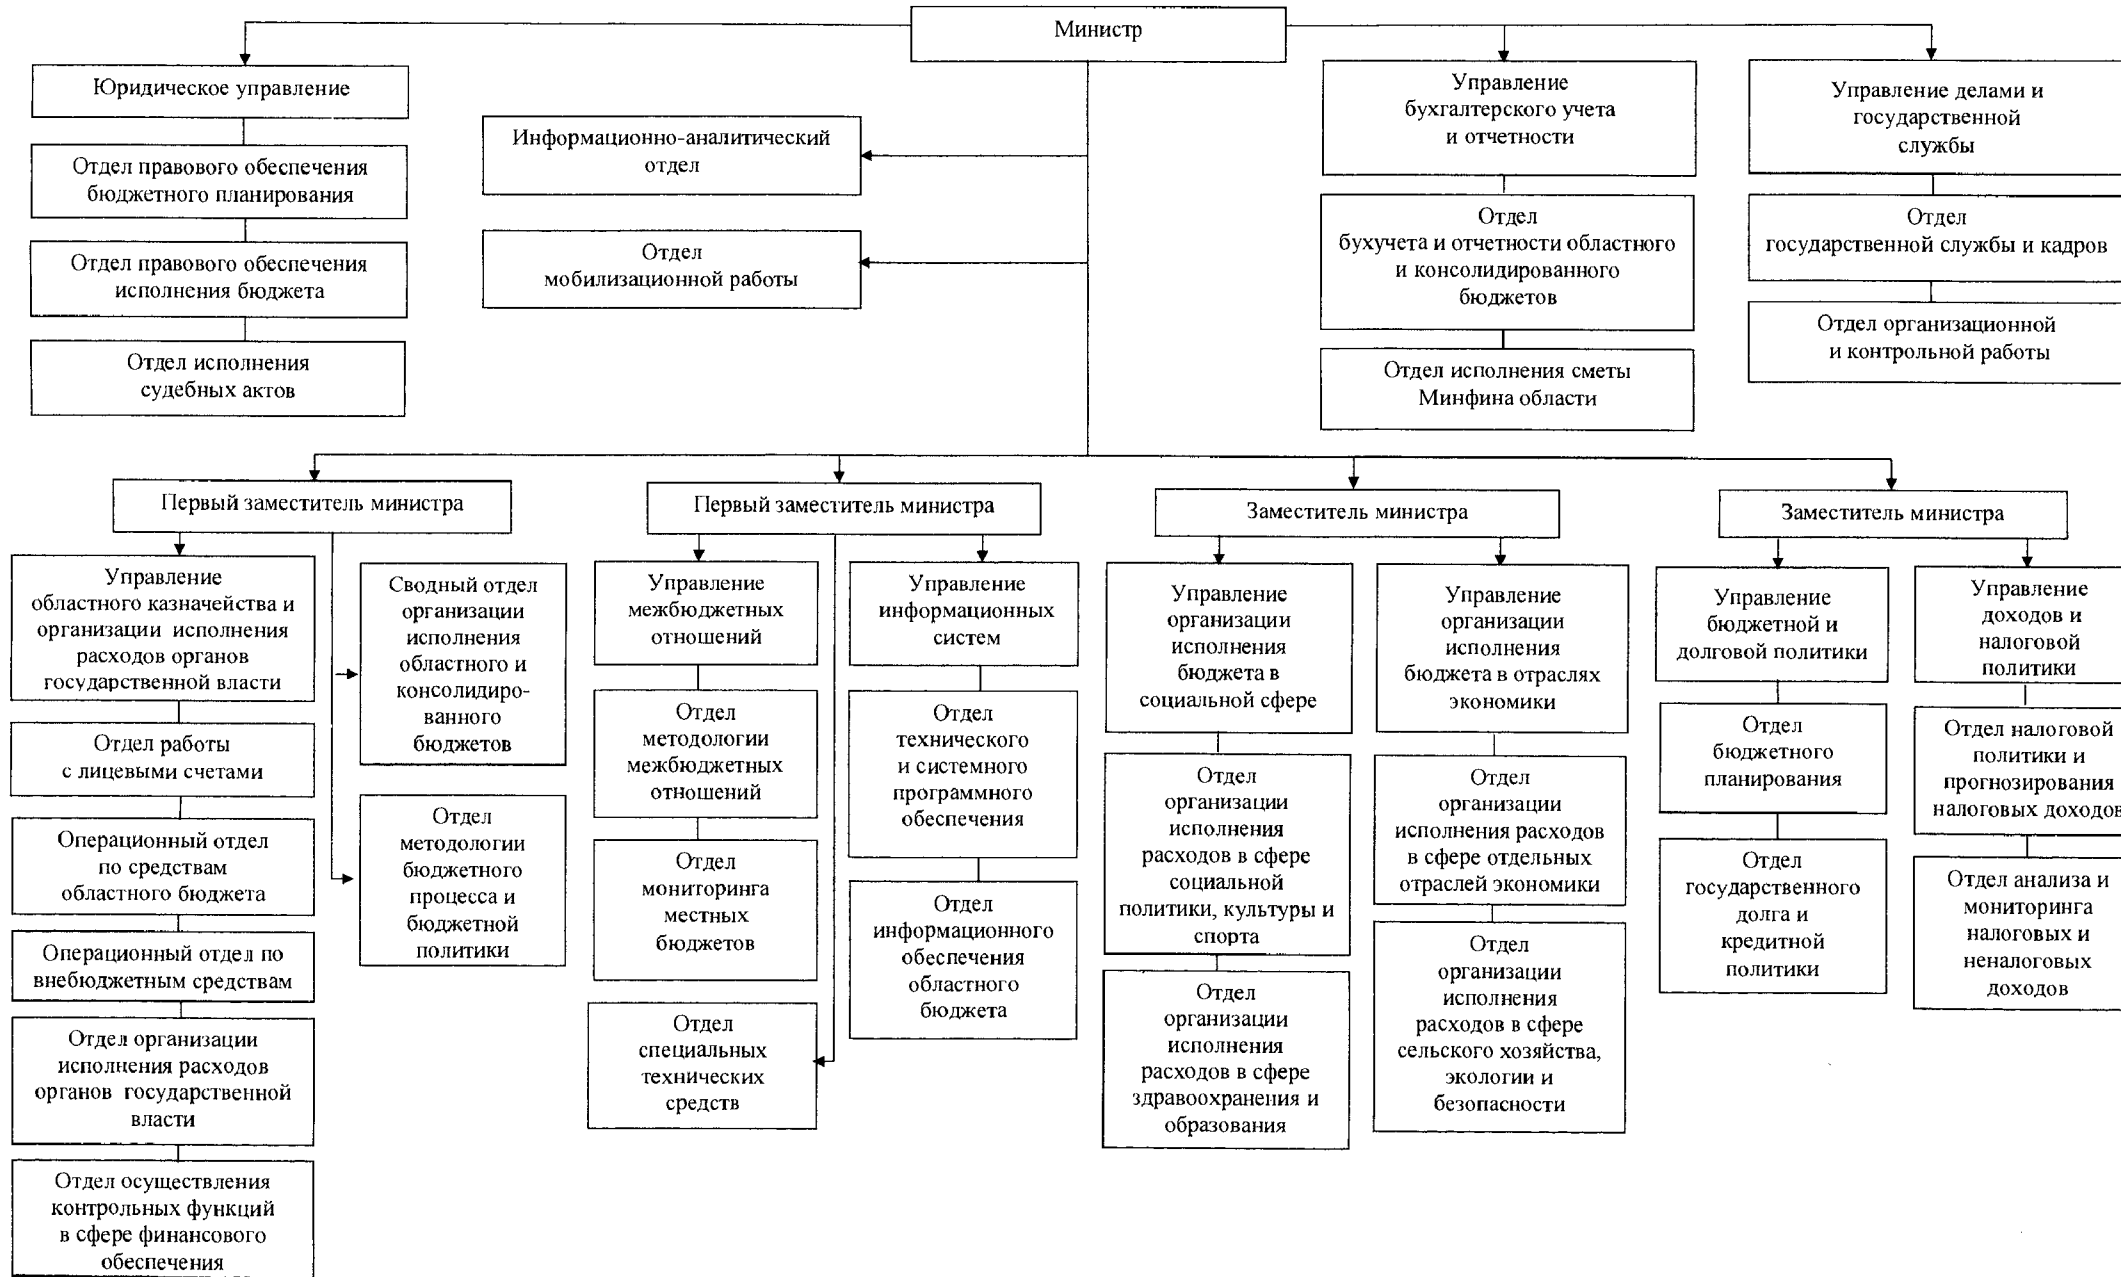 Министр
Юридическое управление
Отдел правового обеспечения
бюджетного планирования
Отдел правового обеспечения
исполнения бюджета
Отдел исполнения
судебных актов
Информационно-аналитический
отдел
Отдел
мобилизационной работы
Управление
бухгалтерского учета
и отчетности
Отдел
бухучета и отчетности областного
и консолидированного
бюджетов
Отдел исполнения сметы
Минфина области
Управление делами и
государственной
службы
Отдел
государственной службы и кадров
Отдел организационной
и контрольной работы
Первый заместитель министра
Управление
областного казначейства и
организации исполнения
расходов органов
государственной власти
Отдел работы
с лицевыми счетами
Операционный отдел
по средствам
областного бюджета
Операционный отдел по
внебюджетным средствам
Отдел организации
исполнения расходов
органов государственной
власти
Отдел осуществления
контрольных функций
в сфере финансового
обеспечения
Сводный отдел
организации
исполнения
областного и
консолидиро-
ванного
бюджетов
Отдел
методологии
бюджетного
процесса и
бюджетной
политики
Первый заместитель министра
Управление
межбюджетных
отношений
Отдел
методологии
межбюджетных
отношений
Отдел
мониторинга
местных
бюджетов
Отдел
специальных
технических
средств
Управление
информационных
систем
Отдел
технического
и системного
программного
обеспечения
Отдел
информационного
обеспечения
областного
бюджета
Заместитель министра
Управление
организации
исполнения
бюджета в
социальной сфере
Отдел
организации
исполнения
расходов в сфере
социальной
политики, культуры и
спорта
Отдел
организации
исполнения
расходов в сфере
здравоохранения и
образования
Управление
организации
исполнения
бюджета в отраслях
экономики
Отдел
организации
исполнения расходов
в сфере отдельных
отраслей экономики
Отдел
организации
исполнения
расходов в сфере
сельского хозяйства,
экологии и
безопасности
Заместитель министра
Управление
бюджетной и
долговой политики
Отдел
бюджетного
планирования
Отдел
государственного
долга и
кредитной
политики
Управление
доходов и
налоговой
политики
Отдел налоговой
политики и
прогнозирования
налоговых доходов
Отдел анализа и
мониторинга
налоговых и
неналоговых
доходов